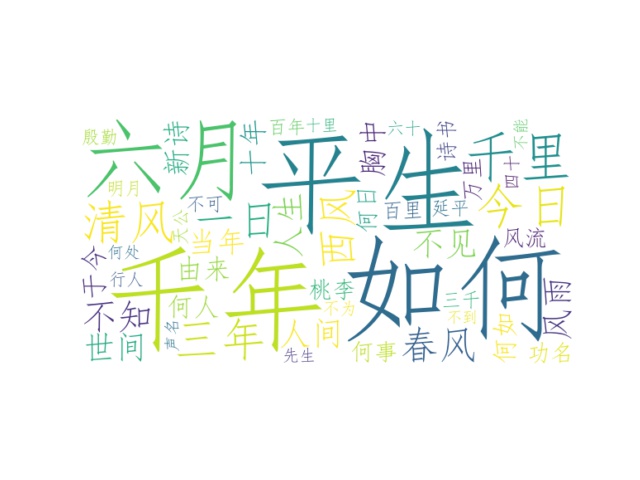 六月
平生
千年
如何
千里
今日
清风
一日
西风
人生
三年
春风
不知
世间
人间
不见
风雨
当年
由来
何人
于今
新诗
十年
胸中
诗书
万里
四十
六十
不能
百年
十里
殷勤
明月
不可
天公
何日
百里
延平
风流
何处
行人
桃李
不为
三千
不到
何如
功名
何事
先生
声名